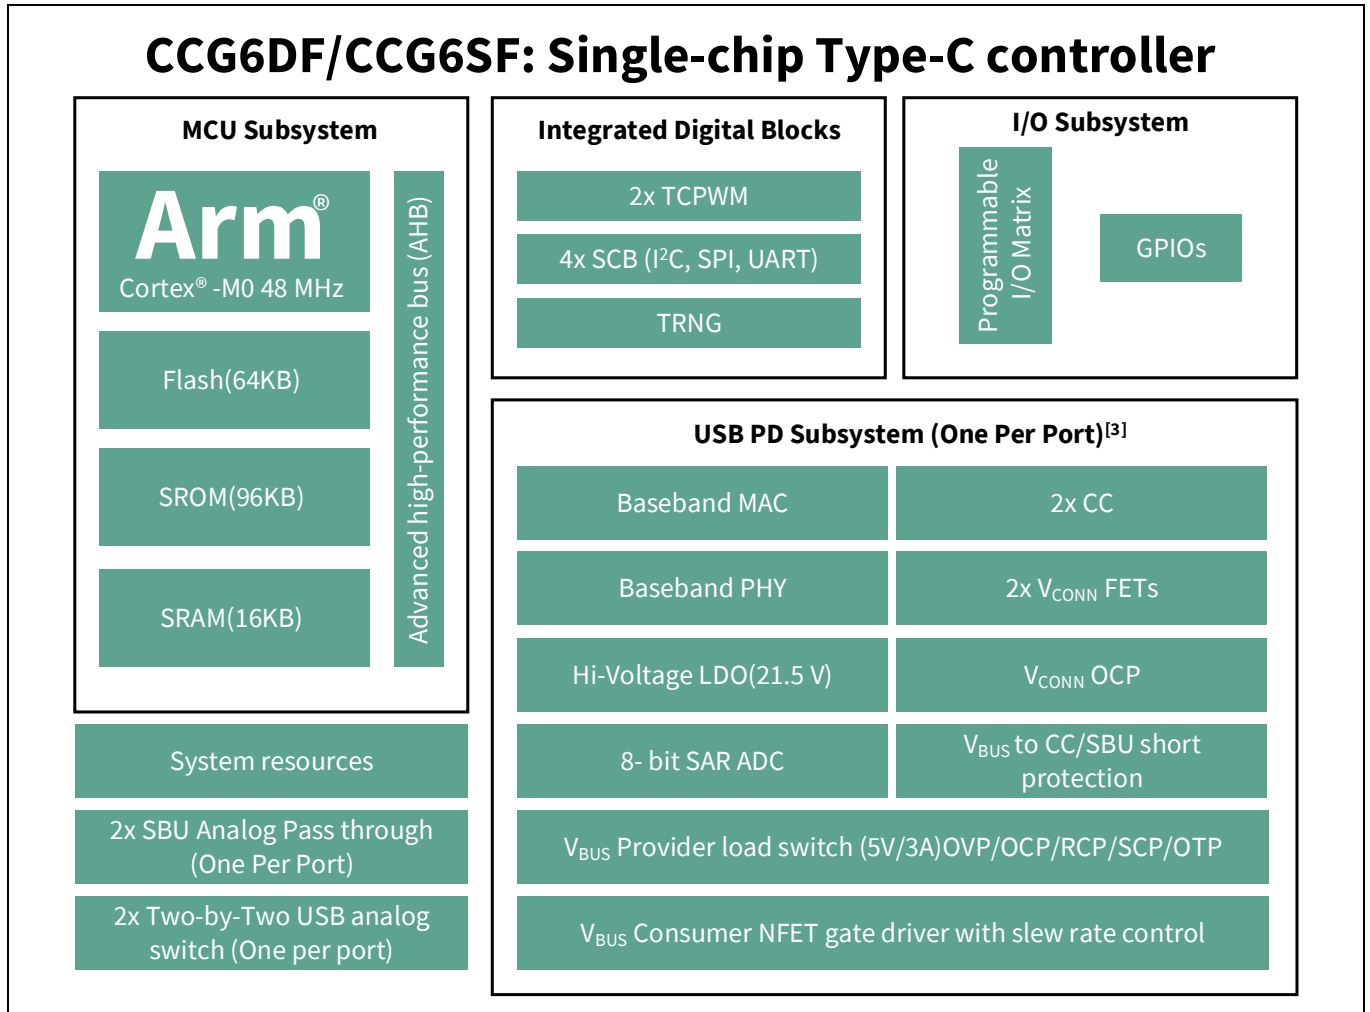 CCG6DF/CCG6SF: Single-chip Type-C controller
MCU Subsystem
Arm®
Cortex® -M0 48 MHz
Flash(64KB)
SROM(96KB)
SRAM(16KB)
Advanced high-performance bus (AHB)
Integrated Digital Blocks
2x TCPWM
4x SCB (I²C, SPI, UART)
TRNG
I/O Subsystem
Programmable
I/O Matrix
GPIOs
System resources
2x SBU Analog Pass through
(One Per Port)
2x Two-by-Two USB analog
switch (One per port)
USB PD Subsystem (One Per Port)[3]
Baseband MAC
2x CC
Baseband PHY
2x VCONN FETs
Hi-Voltage LDO(21.5 V)
VCONN OCP
8- bit SAR ADC
VBUS to CC/SBU short
protection
VBUS Provider load switch (5V/3A)OVP/OCP/RCP/SCP/OTP
VBUS Consumer NFET gate driver with slew rate control